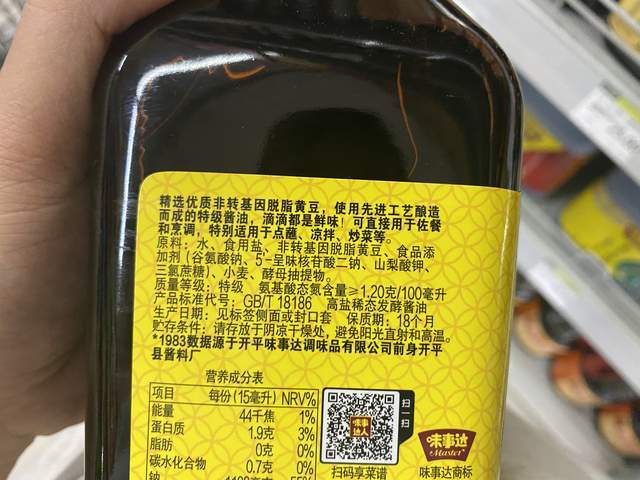 精选优质非转基因脱脂黄豆，使用先进工艺酿造
而成的特级酱油，滴滴都是鲜味！可直接用于佐餐
和烹调，特别适用于点蘸、凉拌、炒菜等。
原料：水、食用盐、非转基因脱脂黄豆、食品添
加剂（谷氨酸钠、5'-呈味核苷酸二钠、山梨酸钾、
三氯蔗糖）、小麦、酵母抽提物。
质量等级：特级 氨基酸态氮含量≥1.20克/100毫升
产品标准代号：GB/T 18186 高盐稀态发酵酱油
生产日期：见标签侧面或封口套 保质期：18个月
贮存条件：请存放于阴凉干燥处，避免阳光直射和高温。
*1983数据源于开平味事达调味品有限公司前身开平
县酱料厂
营养成分表
项目 每份(15毫升) NRV%
能量 44千焦 1%
蛋白质 1.9克 3%
脂肪 0克 0%
碳水化合物 0.7克 0%
扫一扫
味事达人
扫码享菜谱
味事达
Master
味事达商标